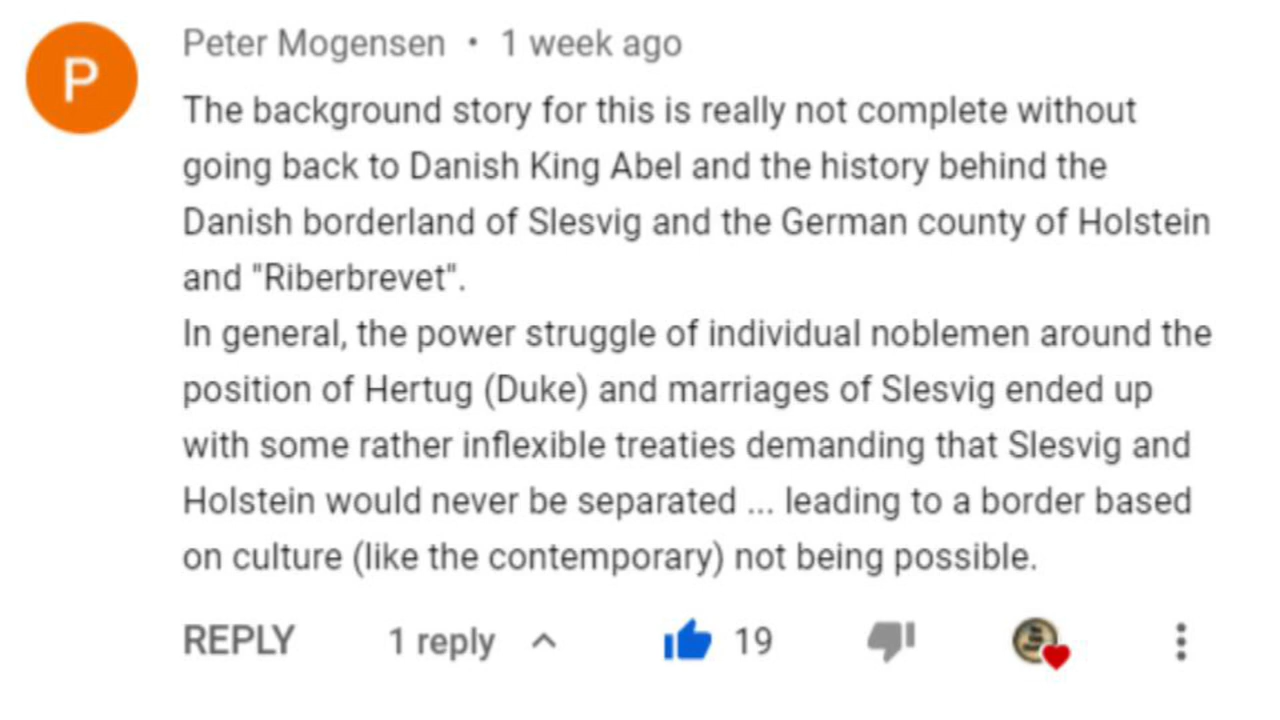 P
Peter Mogensen • 1 week ago
The background story for this is really not complete without
going back to Danish King Abel and the history behind the
Danish borderland of Slesvig and the German county of Holstein
and "Riberbrevet".
In general, the power struggle of individual noblemen around the
position of Hertug (Duke) and marriages of Slesvig ended up
with some rather inflexible treaties demanding that Slesvig and
Holstein would never be separated ... leading to a border based
on culture (like the contemporary) not being possible.
REPLY 1 reply 19